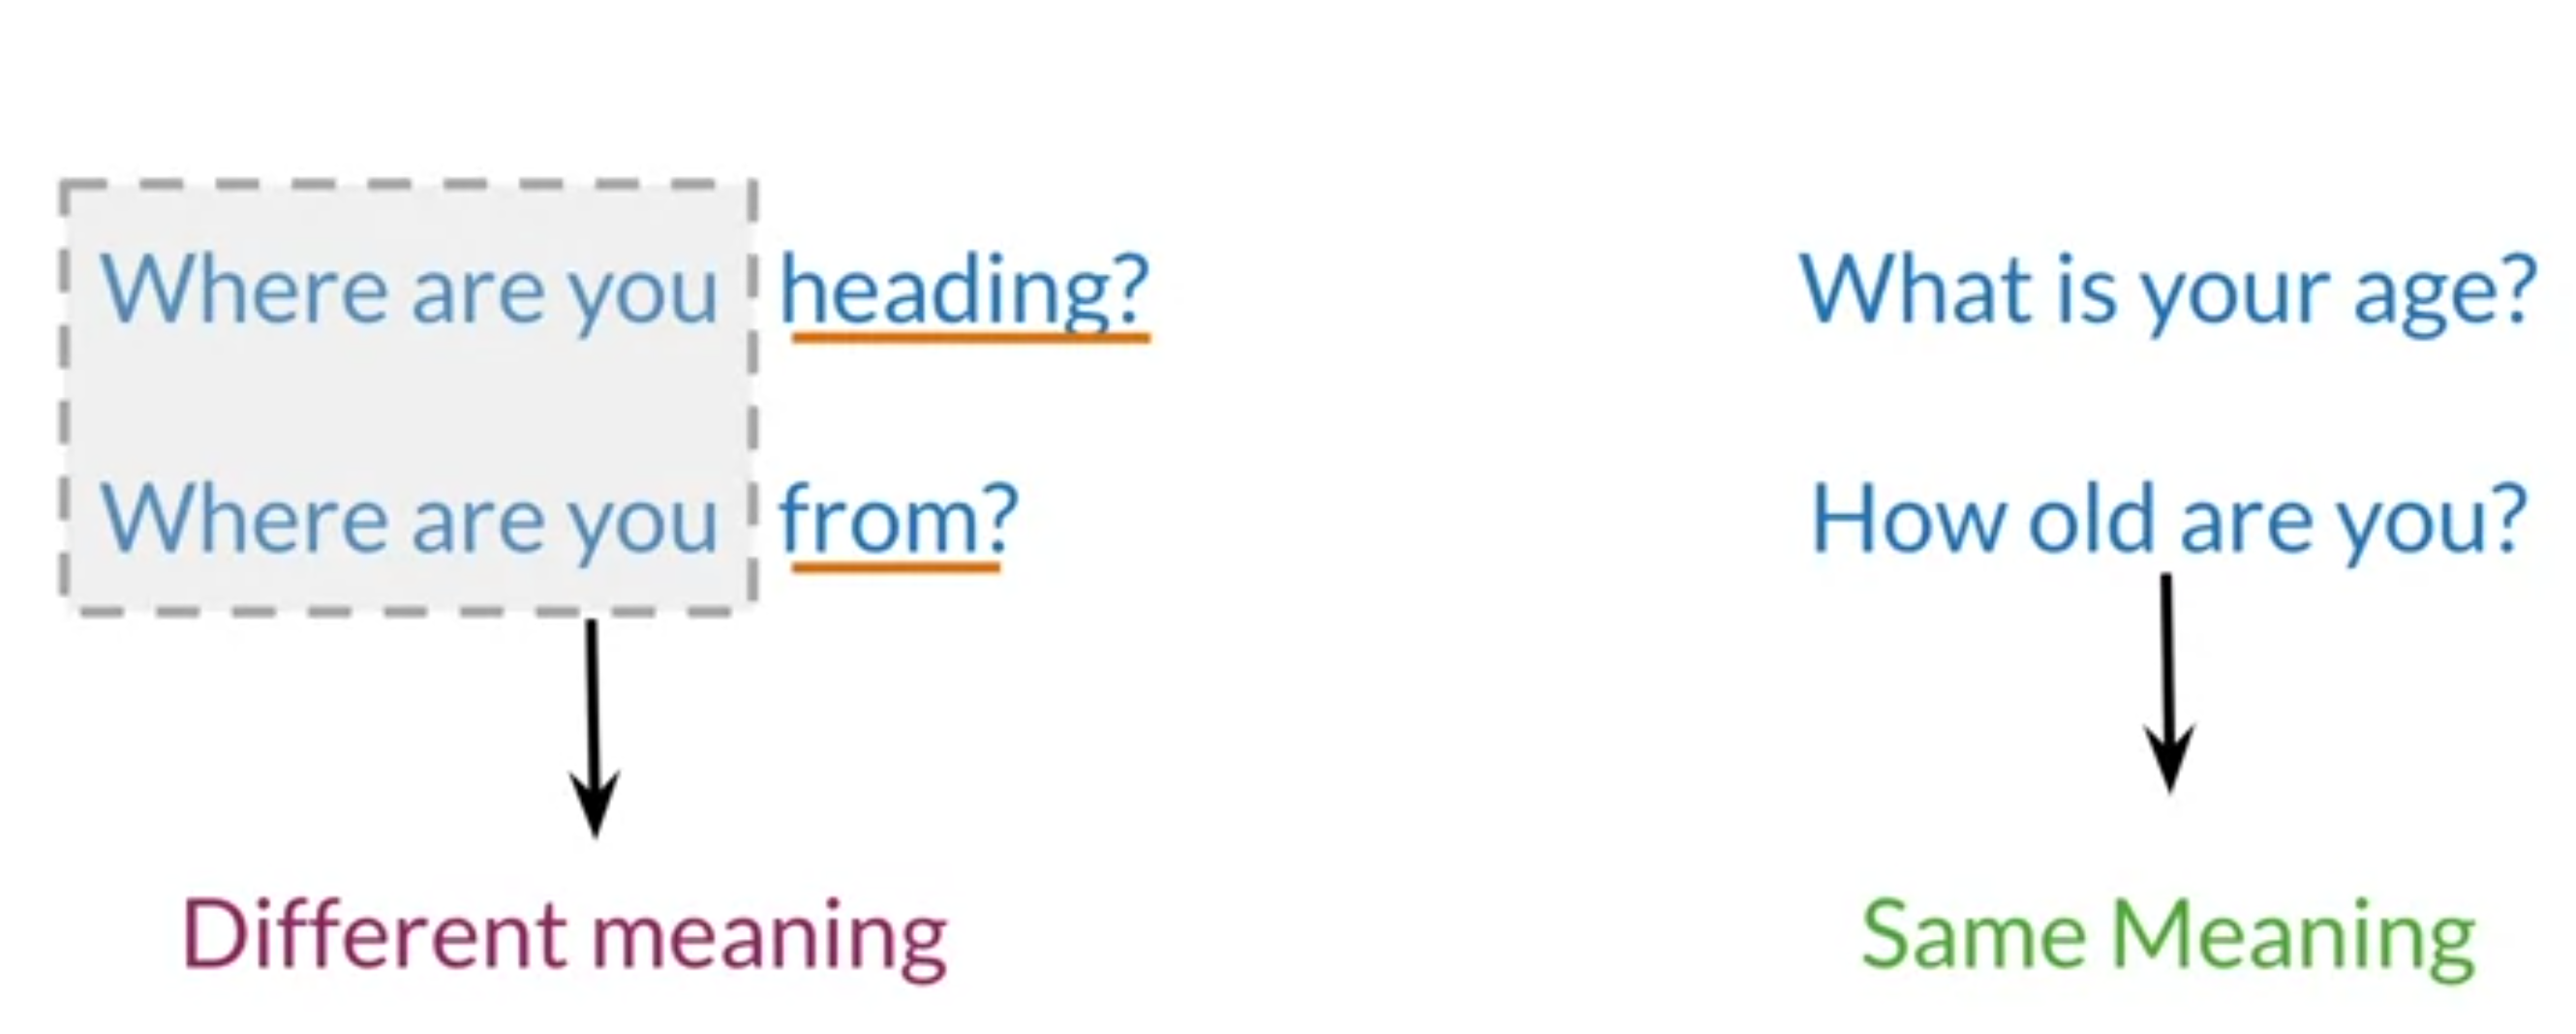 Where are you heading?
Where are you from?
Different meaning
What is your age?
How old are you?
Same Meaning